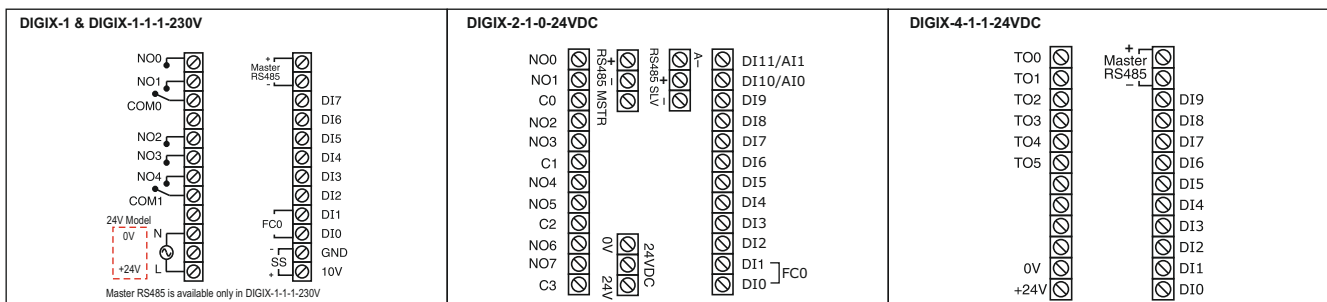 DIGIX-1 & DIGIX-1-1-1-230V
NO0
NO1
COM0
NO2
NO3
NO4
COM1
24V Model
0V
+24V
N
L
+
Master
RS485
-
DI7
DI6
DI5
DI4
DI3
DI2
DI1
DI0
FC0
GND
10V
-
SS
+
Master RS485 is available only in DIGIX-1-1-1-230V
DIGIX-2-1-0-24VDC
NO0
NO1
C0
NO2
NO3
C1
NO4
NO5
C2
NO6
NO7
C3
+
-
RS485 MSTR
RS485 SLV
A-
+
-
0V
24V
24VDC
DI11/AI1
DI10/AI0
DI9
DI8
DI7
DI6
DI5
DI4
DI3
DI2
DI1
DI0
FC0
DIGIX-4-1-1-24VDC
TO0
TO1
TO2
TO3
TO4
TO5
0V
+24V
+
Master
RS485
-
DI9
DI8
DI7
DI6
DI5
DI4
DI3
DI2
DI1
DI0